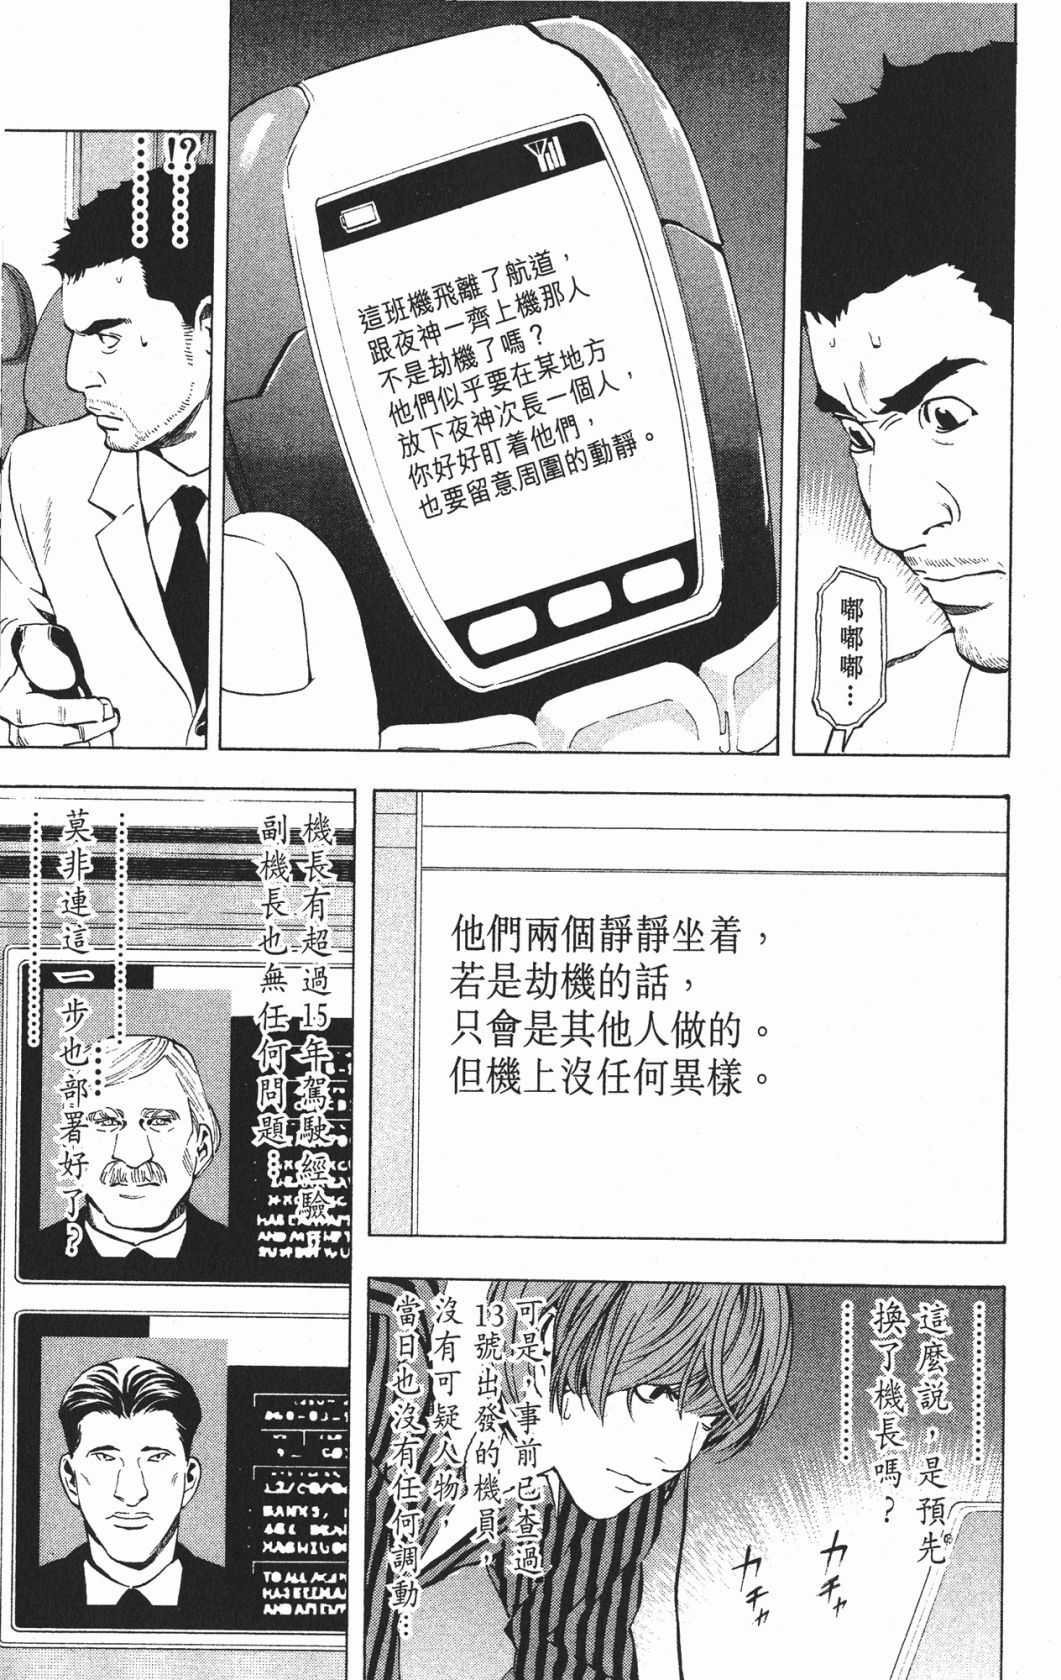 嘟嘟嘟…
這班機飛離了航道，
跟夜神一齊上機那人
不是劫機了嗎？
他們似乎要在某地方
放下夜神次長一個人，
你好好盯着他們，
也要留意周圍的動靜。
!?……
……
他們兩個靜靜坐着，
若是劫機的話，
只會是其他人做的。
但機上沒任何異樣。
……這麼說，是預先
換了機長嗎？
……
可是，事前已查過
13號出發的機員，
沒有可疑人物，
當日也沒有任何調動…
カチャ
カチャ
機長有超過15年駕駛經驗，
副機長也無任何問題…
……
莫非連這一步也部署好了？
……
BANKS,
TO ALL